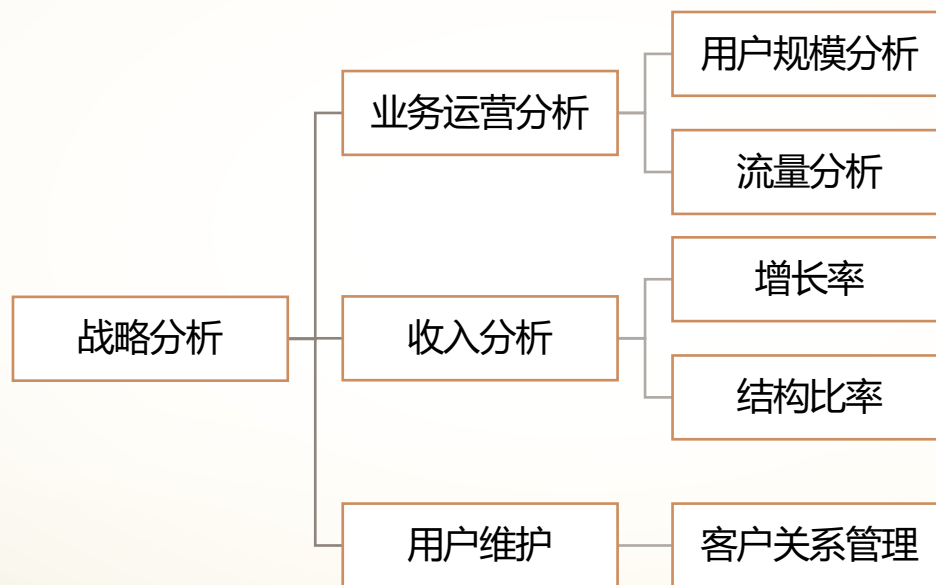 战略分析
业务运营分析
用户规模分析
流量分析
收入分析
增长率
结构比率
用户维护
客户关系管理